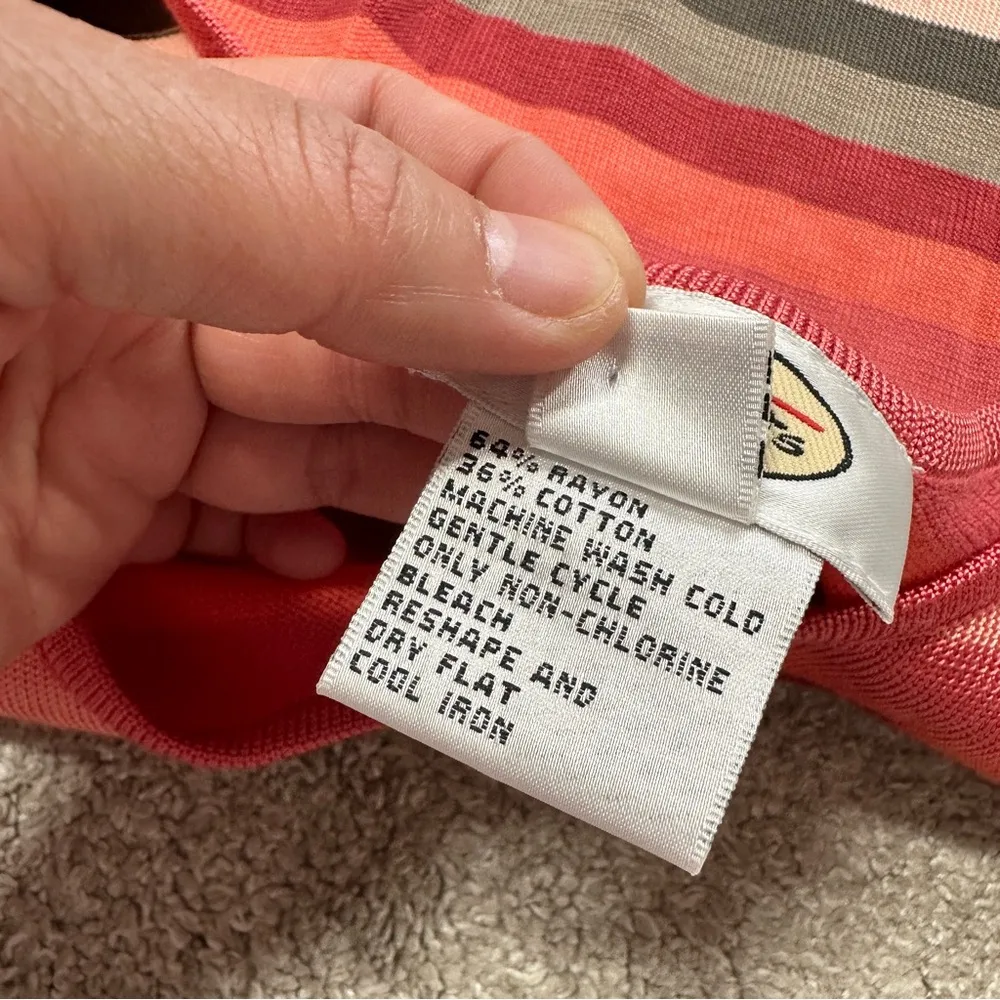 64% RAYON
36% COTTON
MACHINE WASH COLD
GENTLE CYCLE
ONLY NON-CHLORINE
BLEACH
RESHAPE AND
DRY FLAT
COOL IRON